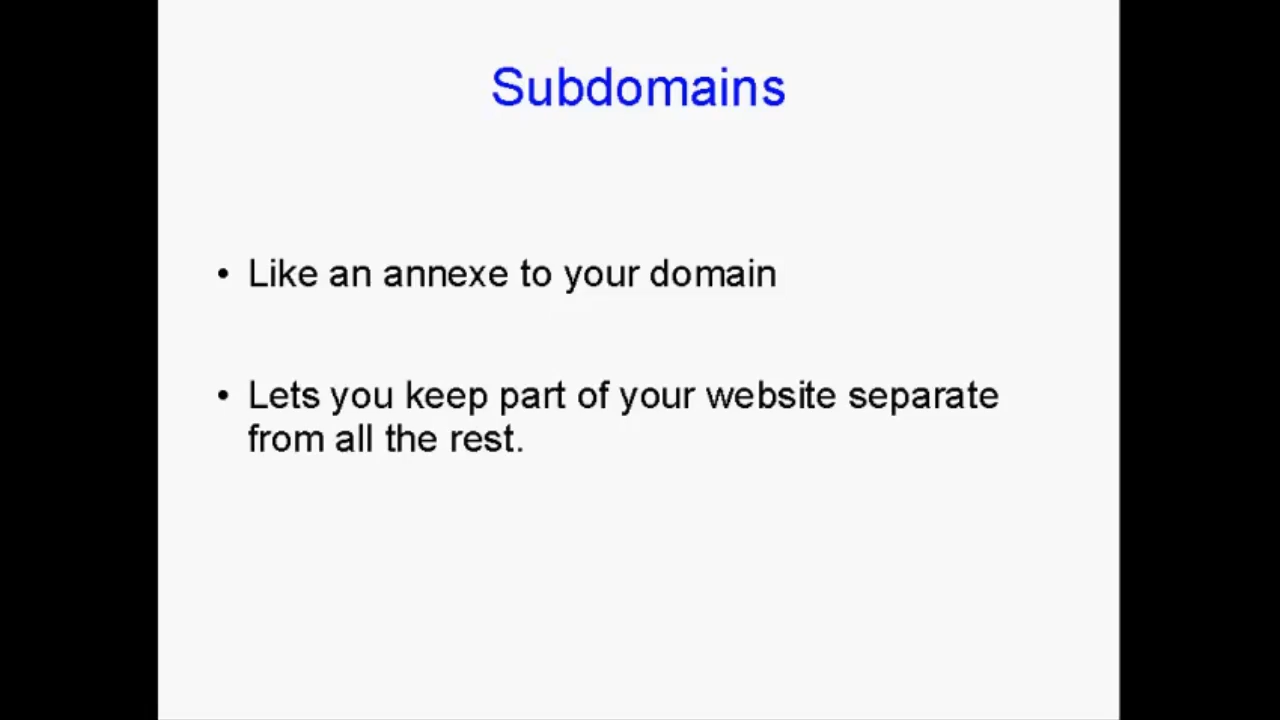 Subdomains
• Like an annexe to your domain
• Lets you keep part of your website separate
from all the rest.